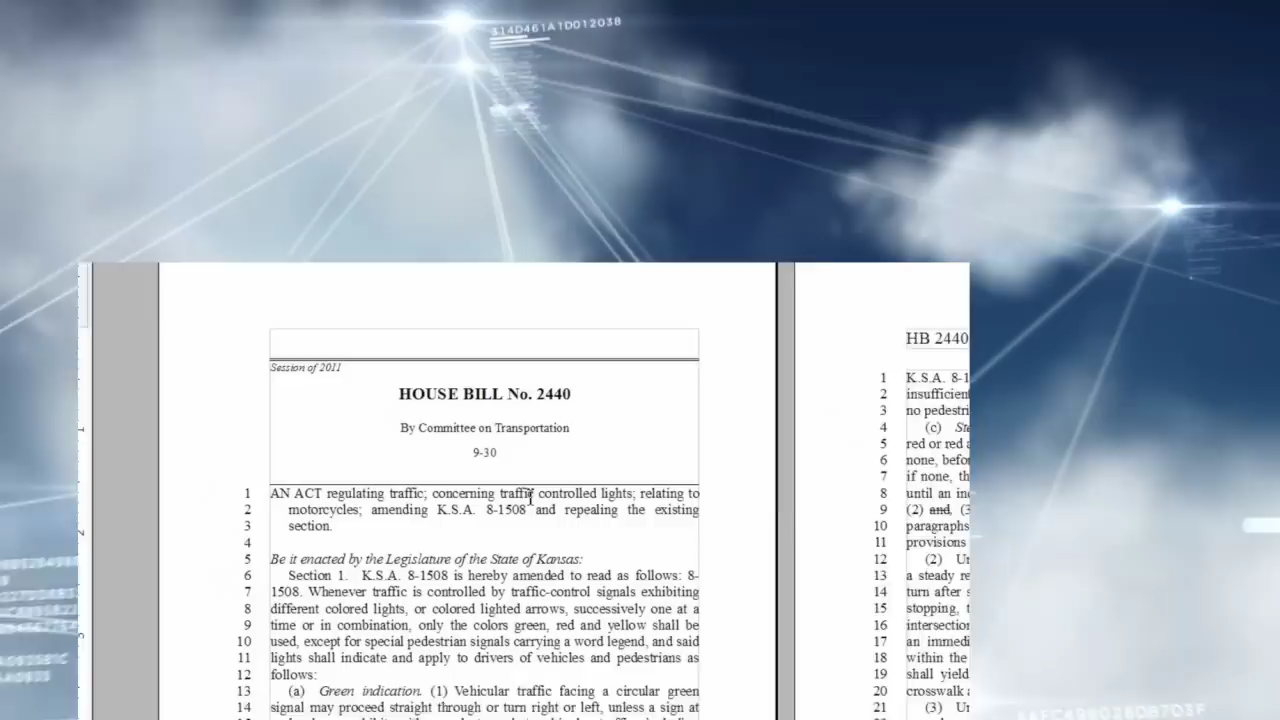 314D461A1D012038
Session of 2011
HOUSE BILL No. 2440
By Committee on Transportation
9-30
1 AN ACT regulating traffic; concerning traffic controlled lights; relating to
2 motorcycles; amending K.S.A. 8-1508 and repealing the existing
3 section.
4
5 Be it enacted by the Legislature of the State of Kansas:
6 Section 1. K.S.A. 8-1508 is hereby amended to read as follows: 8-
7 1508. Whenever traffic is controlled by traffic-control signals exhibiting
8 different colored lights, or colored lighted arrows, successively one at a
9 time or in combination, only the colors green, red and yellow shall be
10 used, except for special pedestrian signals carrying a word legend, and said
11 lights shall indicate and apply to drivers of vehicles and pedestrians as
12 follows:
13 (a) Green indication. (1) Vehicular traffic facing a circular green
14 signal may proceed straight through or turn right or left, unless a sign at
HB 2440
1 K.S.A. 8-1
2 insufficien
3 no pedestri
4 (c) Ste
5 red or red a
6 none, befor
7 if none, th
8 until an in
9 (2) and, (3
10 paragraphs
11 provisions
12 (2) Un
13 a steady re
14 turn after s
15 stopping, t
16 intersection
17 an immedi
18 within the
19 shall yield
20 crosswalk a
21 (3) Un